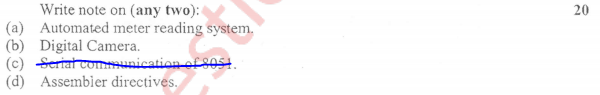 Write note on (any two): 20
(a) Automated meter reading system.
(b) Digital Camera.
(c) Serial communication of 8051.
(d) Assembler directives.